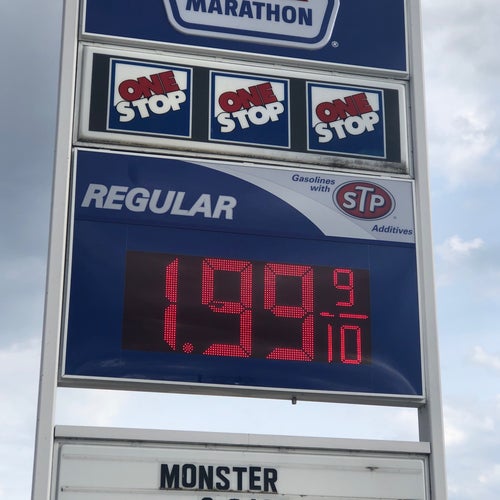 MARATHON
ONE STOP ONE STOP ONE STOP
Gasolines with STP Additives
REGULAR
1.99 9/10
MONSTER